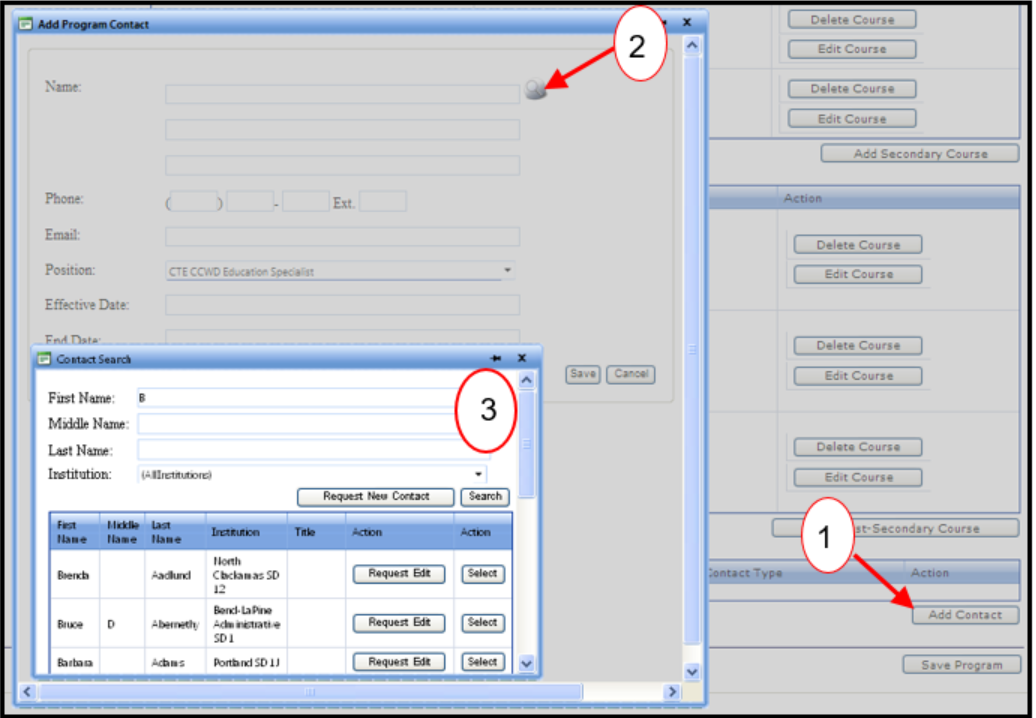 Add Program Contact
2
Name:
Phone:
( ) - Ext.
Email:
Position: CTE CCWD Education Specialist
Effective Date:
End Date:
Save Cancel
Contact Search
3
First Name: B
Middle Name:
Last Name:
Institution: (AllInstitutions)
Request New Contact Search
First Name Middle Name Last Name Institution Title Action Action
Brenda Aadlund North Clackamas SD 12 Request Edit Select
Bruce D Abernethy Bend-LaPine Administrative SD 1 Request Edit Select
Barbara Adams Portland SD 1J Request Edit Select
Delete Course
Edit Course
Delete Course
Edit Course
Add Secondary Course
Action
Delete Course
Edit Course
Delete Course
Edit Course
Delete Course
Edit Course
st-Secondary Course
1
Contact Type Action
Add Contact
Save Program